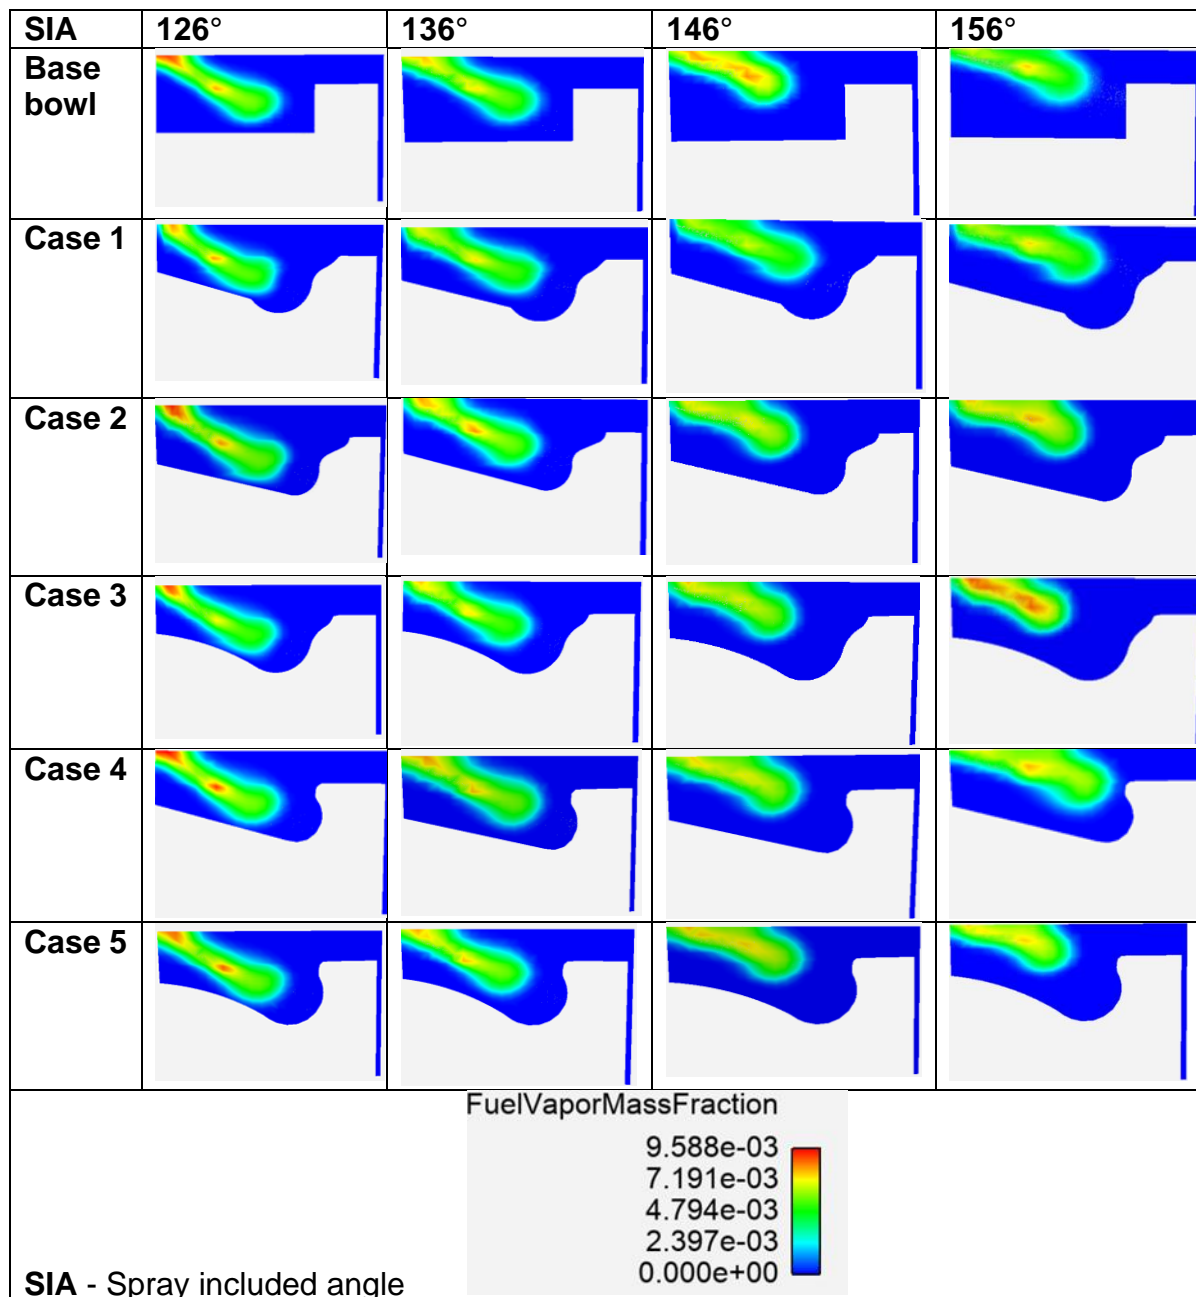 SIA 126° 136° 146° 156°
Base
bowl
Case 1
Case 2
Case 3
Case 4
Case 5
FuelVaporMassFraction
9.588e-03
7.191e-03
4.794e-03
2.397e-03
0.000e+00
SIA - Spray included angle